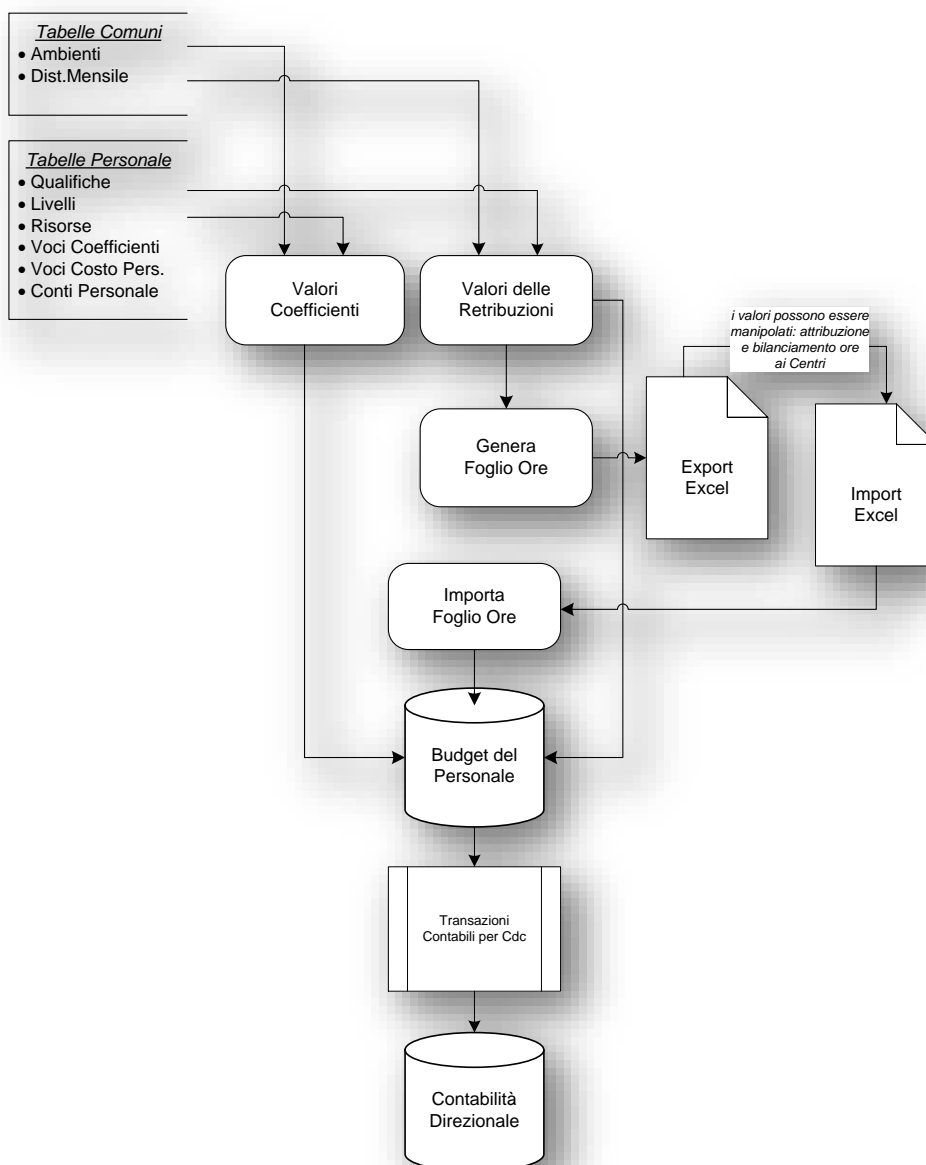 Tabelle Comuni
• Ambienti
• Dist.Mensile
Tabelle Personale
• Qualifiche
• Livelli
• Risorse
• Voci Coefficienti
• Voci Costo Pers.
• Conti Personale
Valori
Coefficienti
Valori delle
Retribuzioni
i valori possono essere
manipolati: attribuzione
e bilanciamento ore
ai Centri
Genera
Foglio Ore
Export
Excel
Import
Excel
Importa
Foglio Ore
Budget del
Personale
Transazioni
Contabili per Cdc
Contabilità
Direzionale